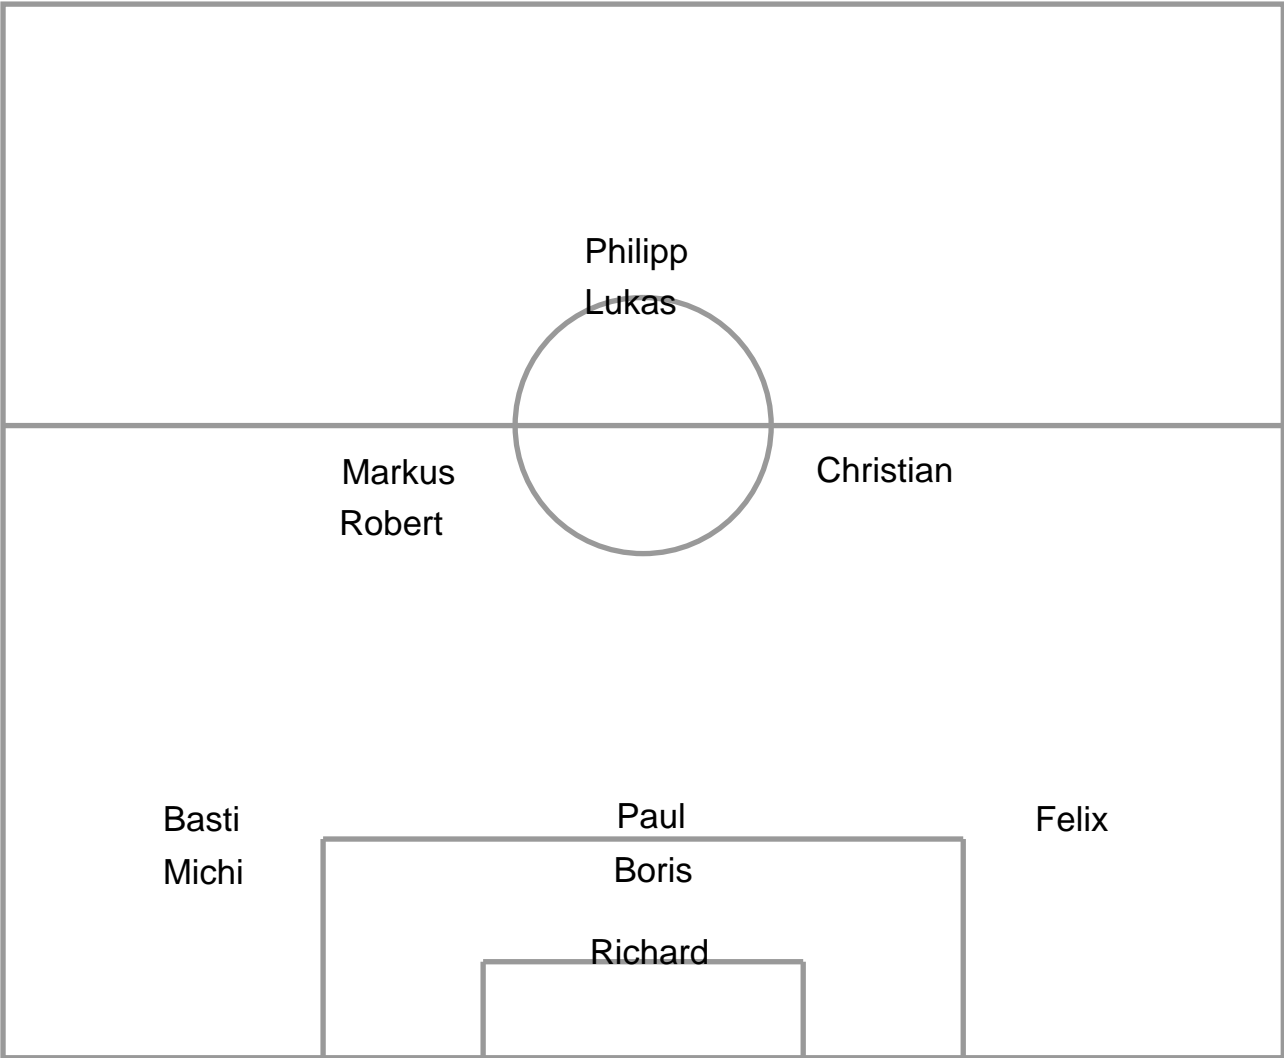 Philipp
Lukas
Markus
Christian
Robert
Basti
Paul
Felix
Michi
Boris
Richard